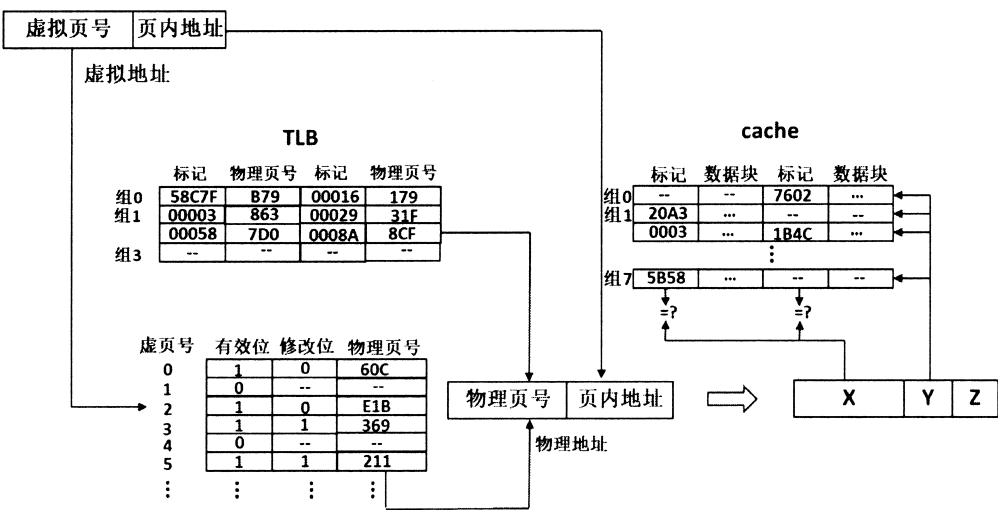 虚拟页号 页内地址
虚拟地址
TLB
标记 物理页号 标记 物理页号
组0 58C7F B79 00016 179
组1 00003 863 00029 31F
00058 7D0 0008A 8CF
组3 -- -- -- --
cache
标记 数据块 标记 数据块
组0 -- -- 7602 ...
组1 20A3 ... -- --
0003 ... 1B4C ...
⋮
组7 5B58 ... -- --
=? =?
虚页号 有效位 修改位 物理页号
0 1 0 60C
1 0 -- --
2 1 0 E1B
3 1 1 369
4 0 -- --
5 1 1 211
⋮ ⋮ ⋮ ⋮
物理页号 页内地址
物理地址
X Y Z